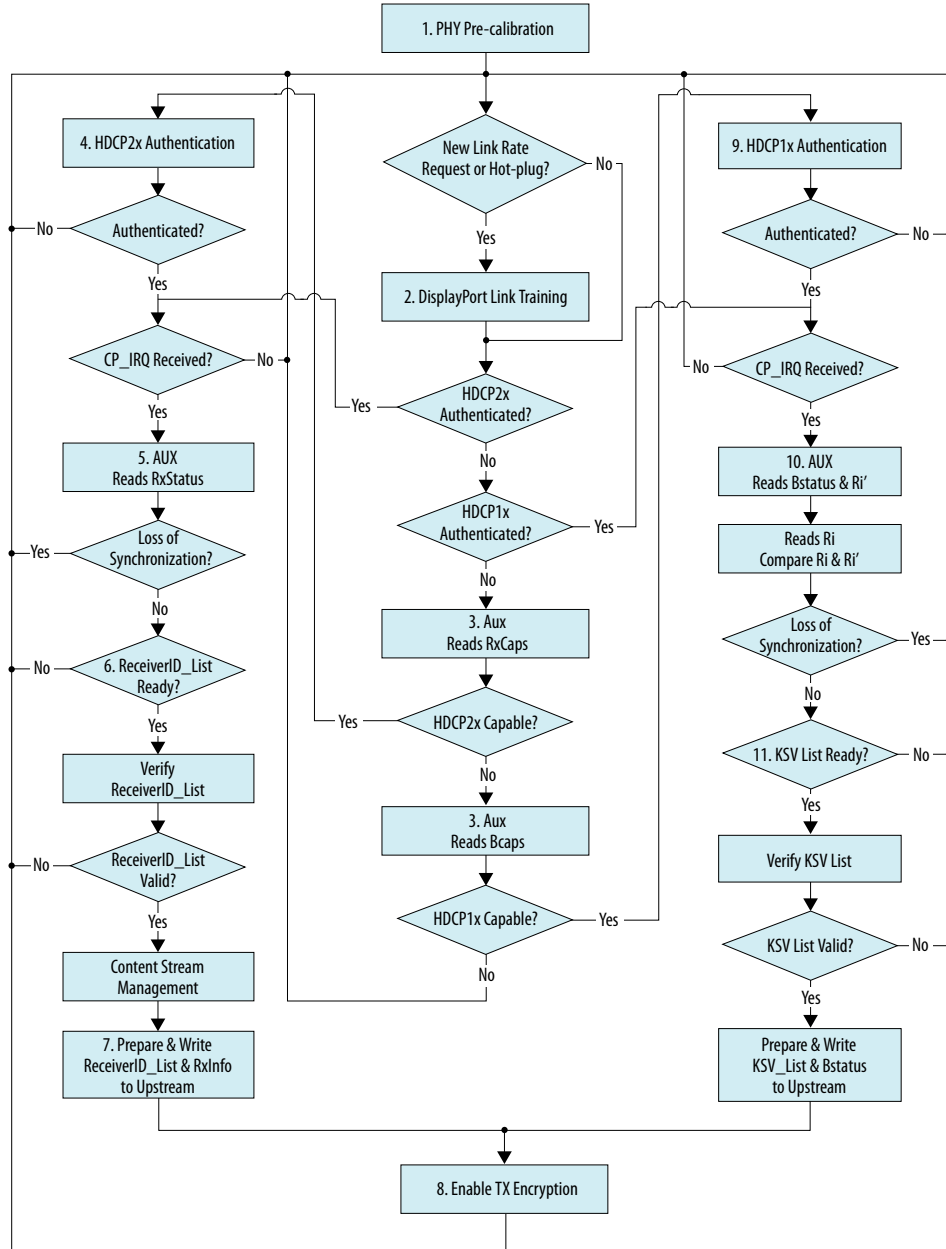 1. PHY Pre-calibration
New Link Rate
Request or Hot-plug?
No
Yes
2. DisplayPort Link Training
HDCP2x
Authenticated?
Yes
No
HDCP1x
Authenticated?
Yes
No
3. Aux
Reads RxCaps
HDCP2x Capable?
Yes
No
3. Aux
Reads Bcaps
HDCP1x Capable?
Yes
No
4. HDCP2x Authentication
Authenticated?
No
Yes
CP_IRQ Received?
No
Yes
5. AUX
Reads RxStatus
Loss of
Synchronization?
Yes
No
6. ReceiverID_List
Ready?
No
Yes
Verify
ReceiverID_List
ReceiverID_List
Valid?
No
Yes
Content Stream
Management
7. Prepare & Write
ReceiverID_List & RxInfo
to Upstream
9. HDCP1x Authentication
Authenticated?
No
Yes
CP_IRQ Received?
No
Yes
10. AUX
Reads Bstatus & Ri’
Reads Ri
Compare Ri & Ri’
Loss of
Synchronization?
Yes
No
11. KSV List Ready?
No
Yes
Verify KSV List
KSV List Valid?
No
Yes
Prepare & Write
KSV_List & Bstatus
to Upstream
8. Enable TX Encryption